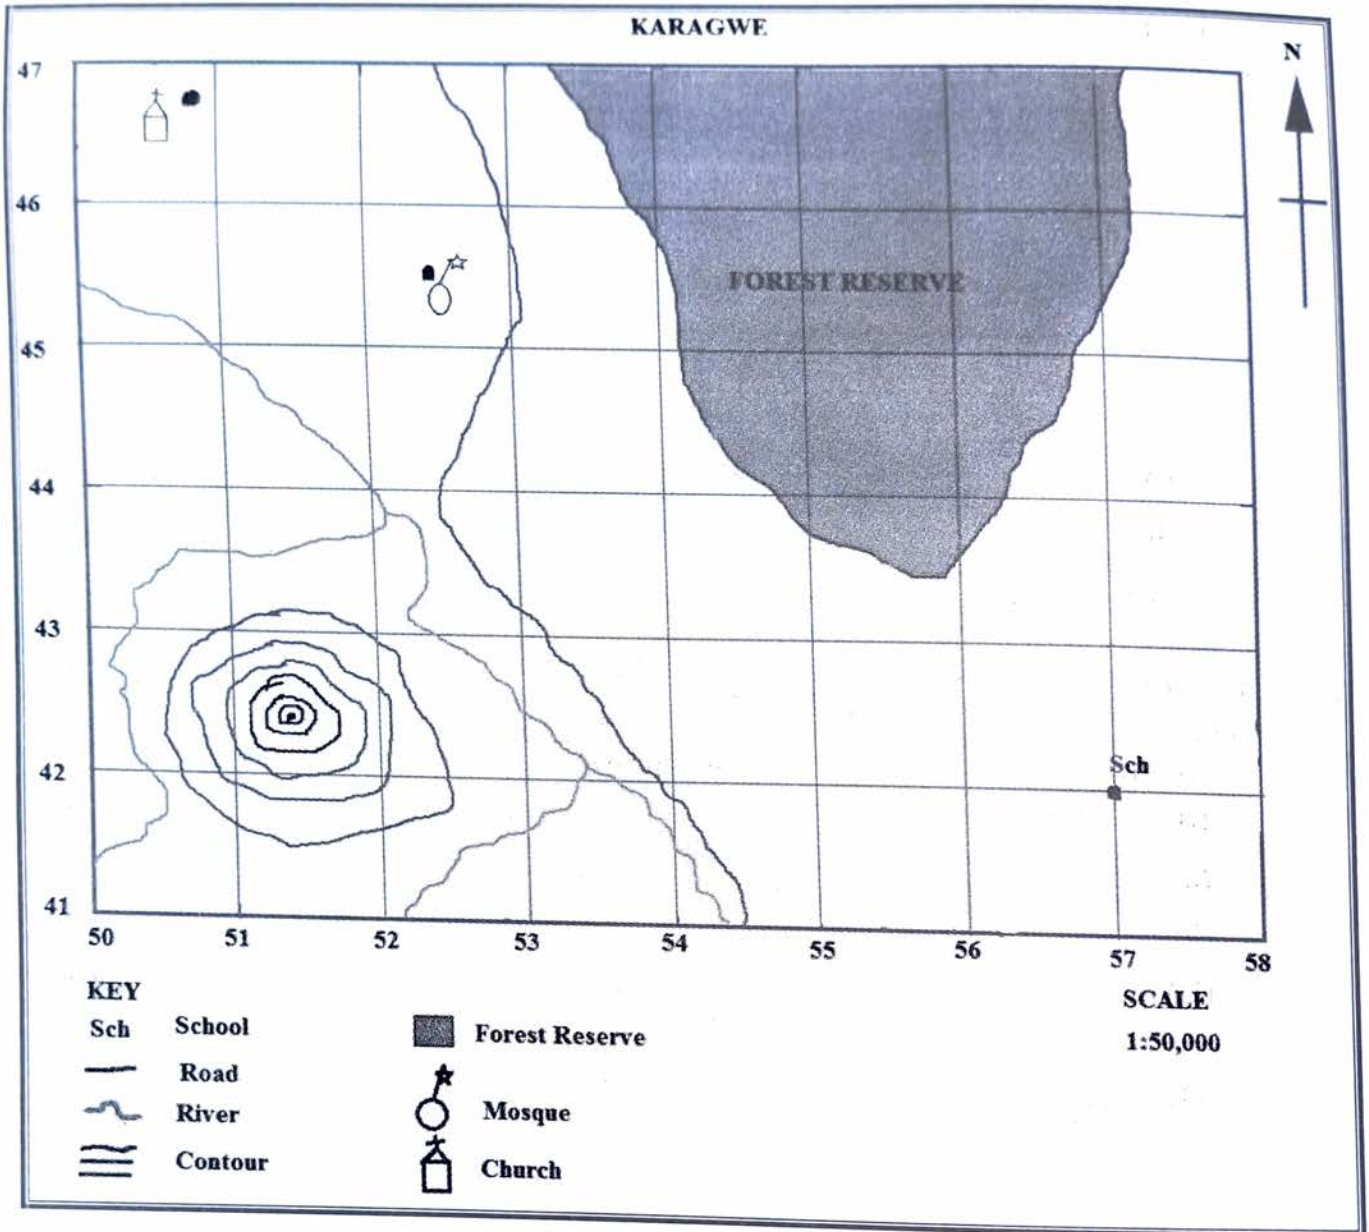 KARAGWE
N
47
46
FOREST RESERVE
45
44
43
42
Sch
41
50 51 52 53 54 55 56 57 58
KEY
SCALE
Sch School
Forest Reserve
1:50,000
Road
River
Mosque
Contour
Church